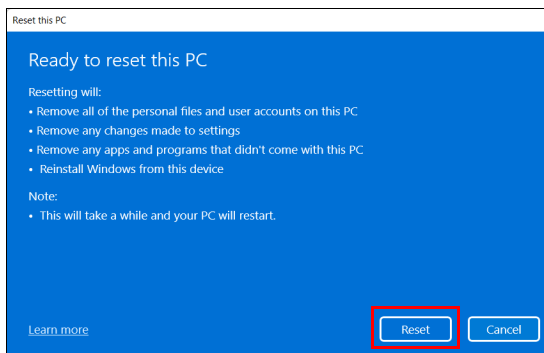 Reset this PC
Ready to reset this PC
Resetting will:
• Remove all of the personal files and user accounts on this PC
• Remove any changes made to settings
• Remove any apps and programs that didn't come with this PC
• Reinstall Windows from this device
Note:
• This will take a while and your PC will restart.
Learn more
Reset
Cancel